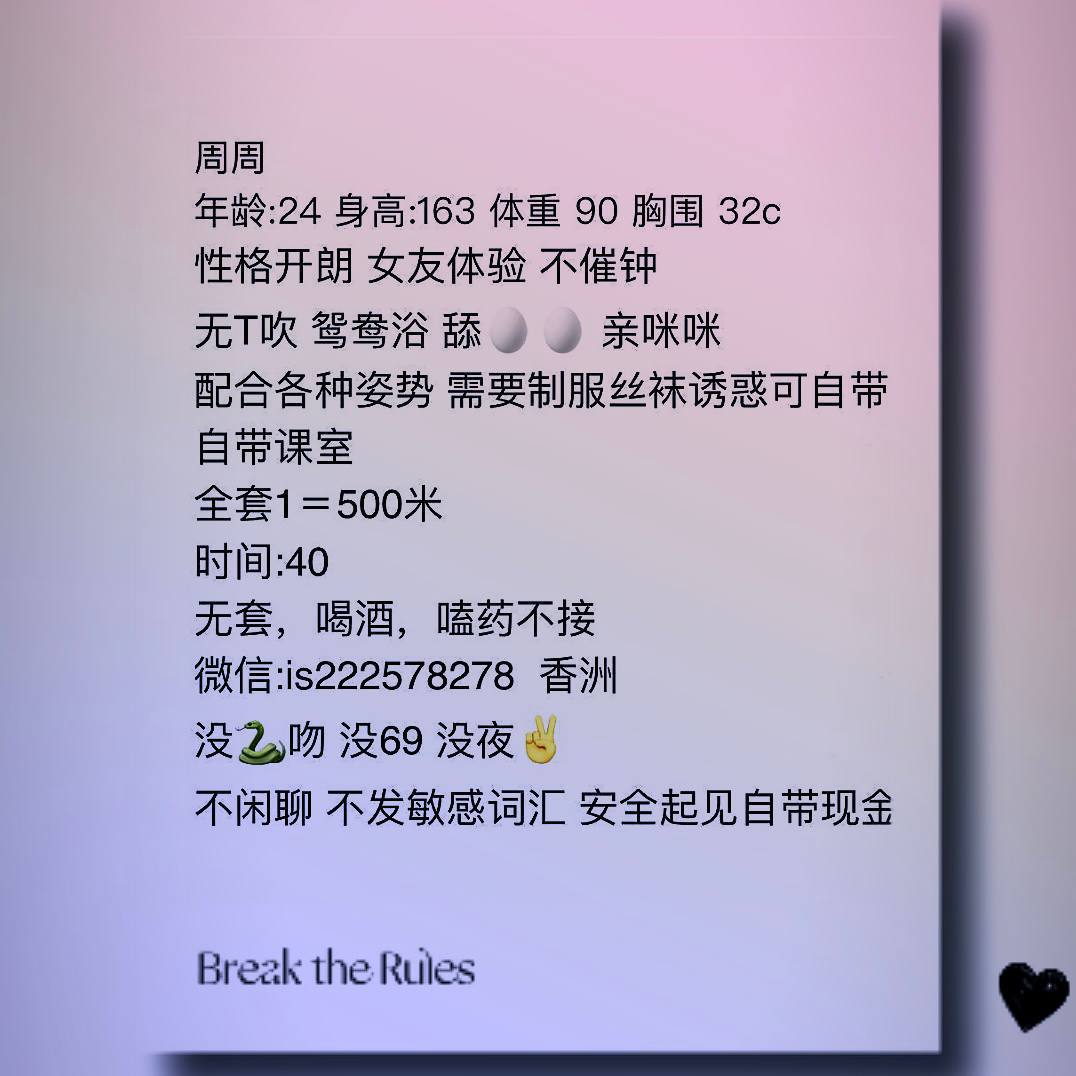 周周
年龄:24 身高:163 体重 90 胸围 32c
性格开朗 女友体验 不催钟
无T吹 鸳鸯浴 舔🥚🥚 亲咪咪
配合各种姿势 需要制服丝袜诱惑可自带
自带课室
全套1＝500米
时间:40
无套，喝酒，嗑药不接
微信:is222578278 香洲
没🐍吻 没69 没夜✌️
不闲聊 不发敏感词汇 安全起见自带现金
Break the Rules